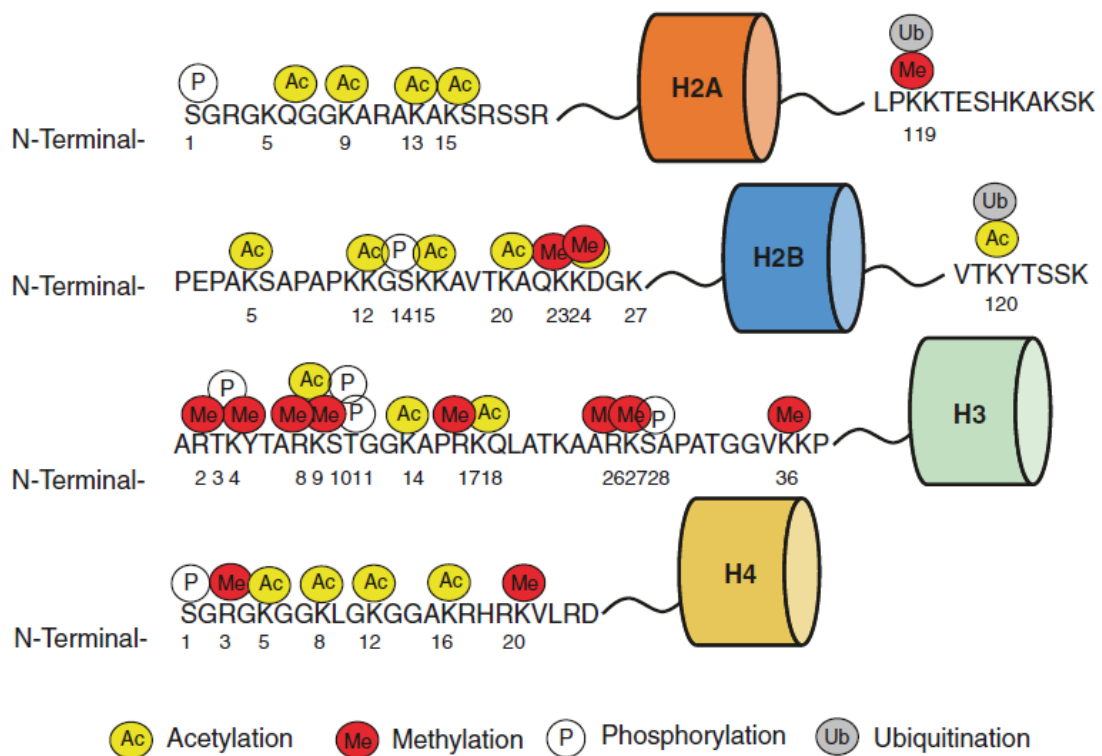 P Ac Ac Ac Ac
N-Terminal- SGRGKQGGKARAKAKSRSSR
1 5 9 13 15
H2A
Ub
Me
LPKKTESHKAKSK
119
Ac Ac P Ac Ac Me Me
N-Terminal- PEPAKSAPAPKKGSKKAVTKAQKKDGK
5 12 1415 20 2324 27
H2B
Ub
Ac
VTKYTSSK
120
P Ac P
Me Me Me Me P Ac Me Ac M Me P Me
ARTKYTARKSTGGKAPRKQLATKAARKSAPATGGVKKP
N-Terminal- 2 3 4 8 9 1011 14 1718 262728 36
H3
P Me Ac Ac Ac Ac Me
SGRGKGGKLGKGGAKRHRKVLRD
N-Terminal- 1 3 5 8 12 16 20
H4
Ac Acetylation Me Methylation P Phosphorylation Ub Ubiquitination